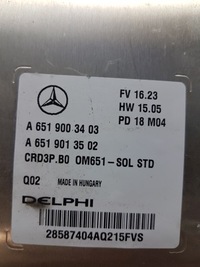 FV 16.23
HW 15.05
PD 18 M04
A 651 900 34 03
A 651 901 35 02
CRD3P.B0 OM651-SOL STD
Q02 MADE IN HUNGARY
DELPHI
28587404AQ215FVS